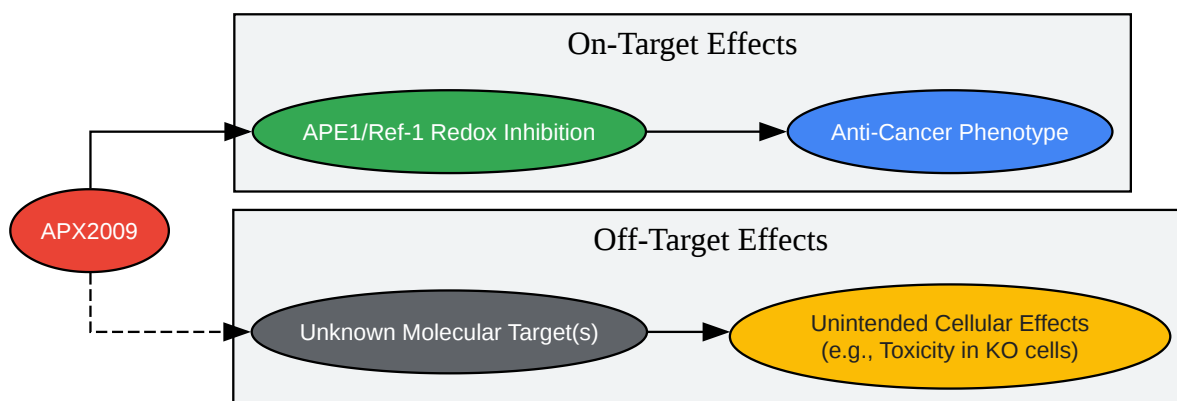 On-Target Effects
APE1/Ref-1 Redox Inhibition
Anti-Cancer Phenotype
APX2009
Off-Target Effects
Unknown Molecular Target(s)
Unintended Cellular Effects
(e.g., Toxicity in KO cells)